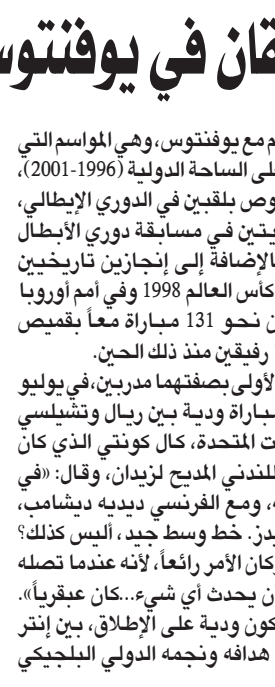 قان في يوفنتوس
م مع يوفنتوس، وهي المواسم التي
لى الساحة الدولية (1996-2001)،
وص بلقبين في الدوري الإيطالي،
يتين في مسابقة دوري الأبطال
الإضافة إلى إنجازين تاريخيين
كأس العالم 1998 وفي أمم أوروبا
ن نحو 131 مباراة معاً بقميص
رفيقين منذ ذلك الحين.
الأولى بصفتهما مدربين، في يوليو
باراة ودية بين ريال وتشيلسي
ت المتحدة، كال كونتي الذي كان
للندني المديح لزيدان، وقال: «في
، ومع الفرنسي ديديه ديشامب،
يدز. خط وسط جيد، أليس كذلك؟
كان الأمر رائعاً، لأنه عندما تصله
ن يحدث أي شيء...كان عبقرياً».
كون ودية على الإطلاق، بين إنتر
هدافه ونجمه الدولي البلجيكي